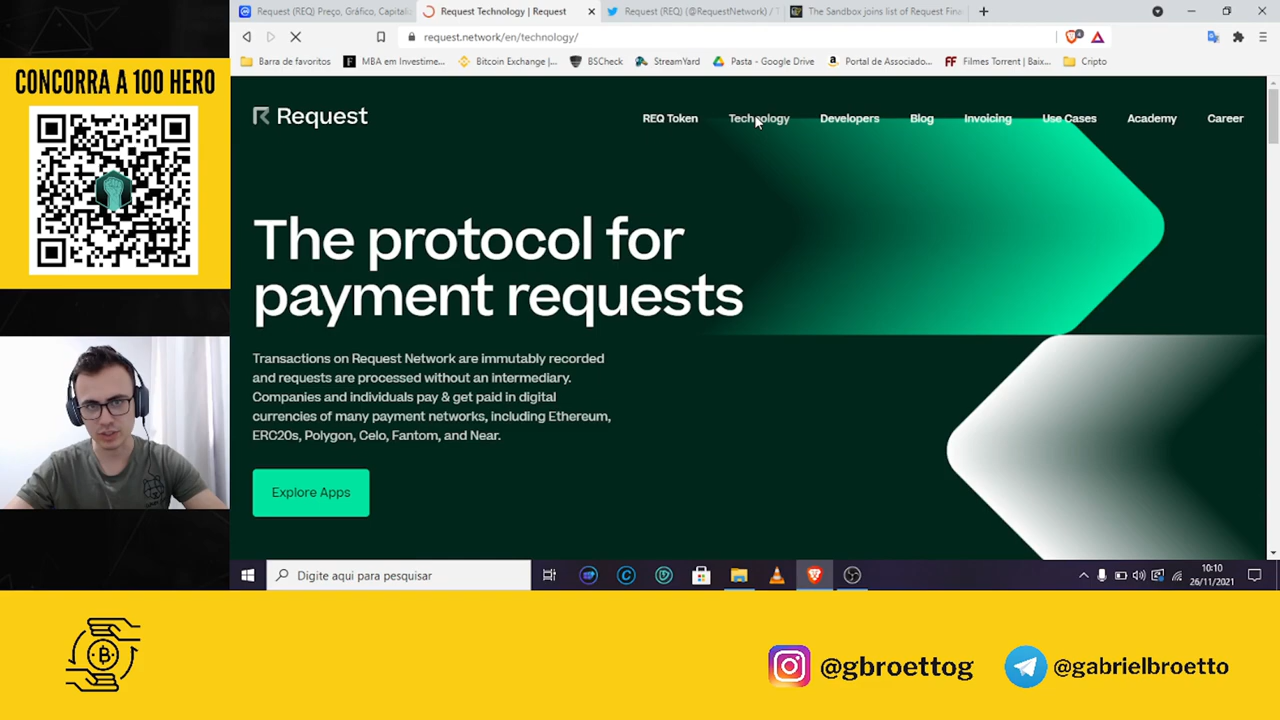 CONCORRA A 100 HERO
Request (REQ) Preço, Gráfico, Capitali
Request Technology | Request
Request (REQ) (@RequestNetwork) / T
The Sandbox joins list of Request Fina
request.network/en/technology/
Barra de favoritos
MBA em Investime...
Bitcoin Exchange |...
BSCheck
StreamYard
Pasta - Google Drive
Portal de Associado...
Filmes Torrent | Baix...
Cripto
Request
REQ Token
Technology
Developers
Blog
Invoicing
Use Cases
Academy
Career
The protocol for
payment requests
Transactions on Request Network are immutably recorded
and requests are processed without an intermediary.
Companies and individuals pay & get paid in digital
currencies of many payment networks, including Ethereum,
ERC20s, Polygon, Celo, Fantom, and Near.
Explore Apps
Digite aqui para pesquisar
10:10
26/11/2021
@gbroettog
@gabrielbroetto